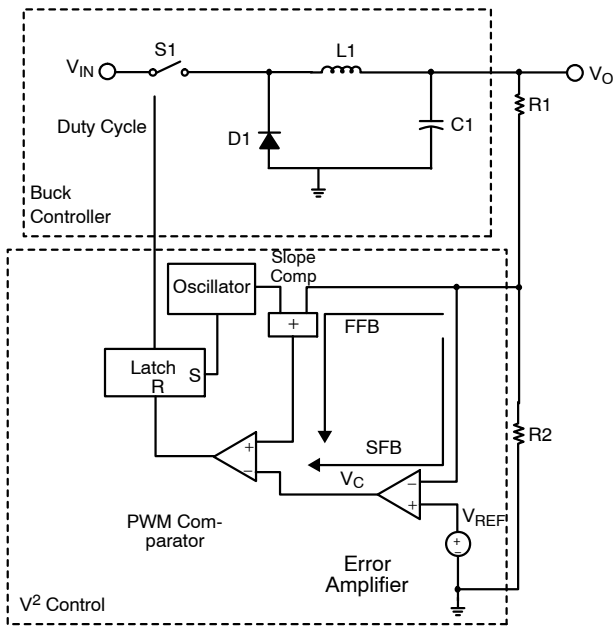 S1
L1
V_IN
V_O
R1
Duty Cycle
D1
C1
Buck
Controller
Slope
Comp
Oscillator
+
FFB
Latch
S
R
+
−
SFB
R2
V_C
−
+
V_REF
PWM Com-
parator
+
−
Error
Amplifier
V² Control